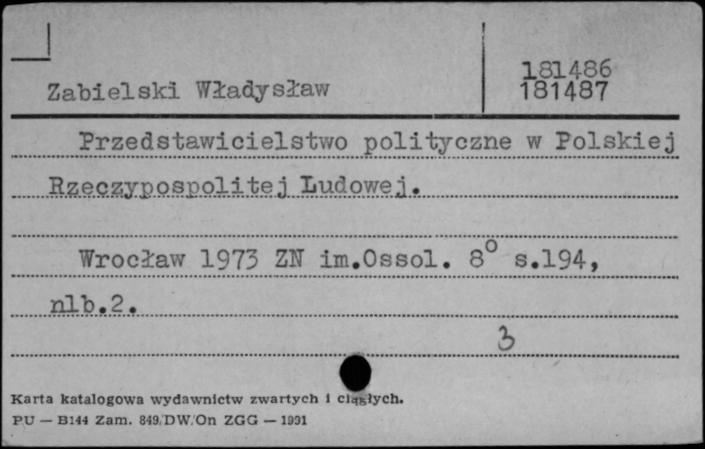 181486
Zabielski Władysław 181487
Przedstawicielstwo polityczne w Polskiej
Rzeczypospolitej Ludowej.
Wrocław 1973 ZN im.Ossol. 8° s.194,
nlb.2.
3
Karta katalogowa wydawnictw zwartych i ciągłych.
PU — B144 Zam. 849/DW/On ZGG — 1991